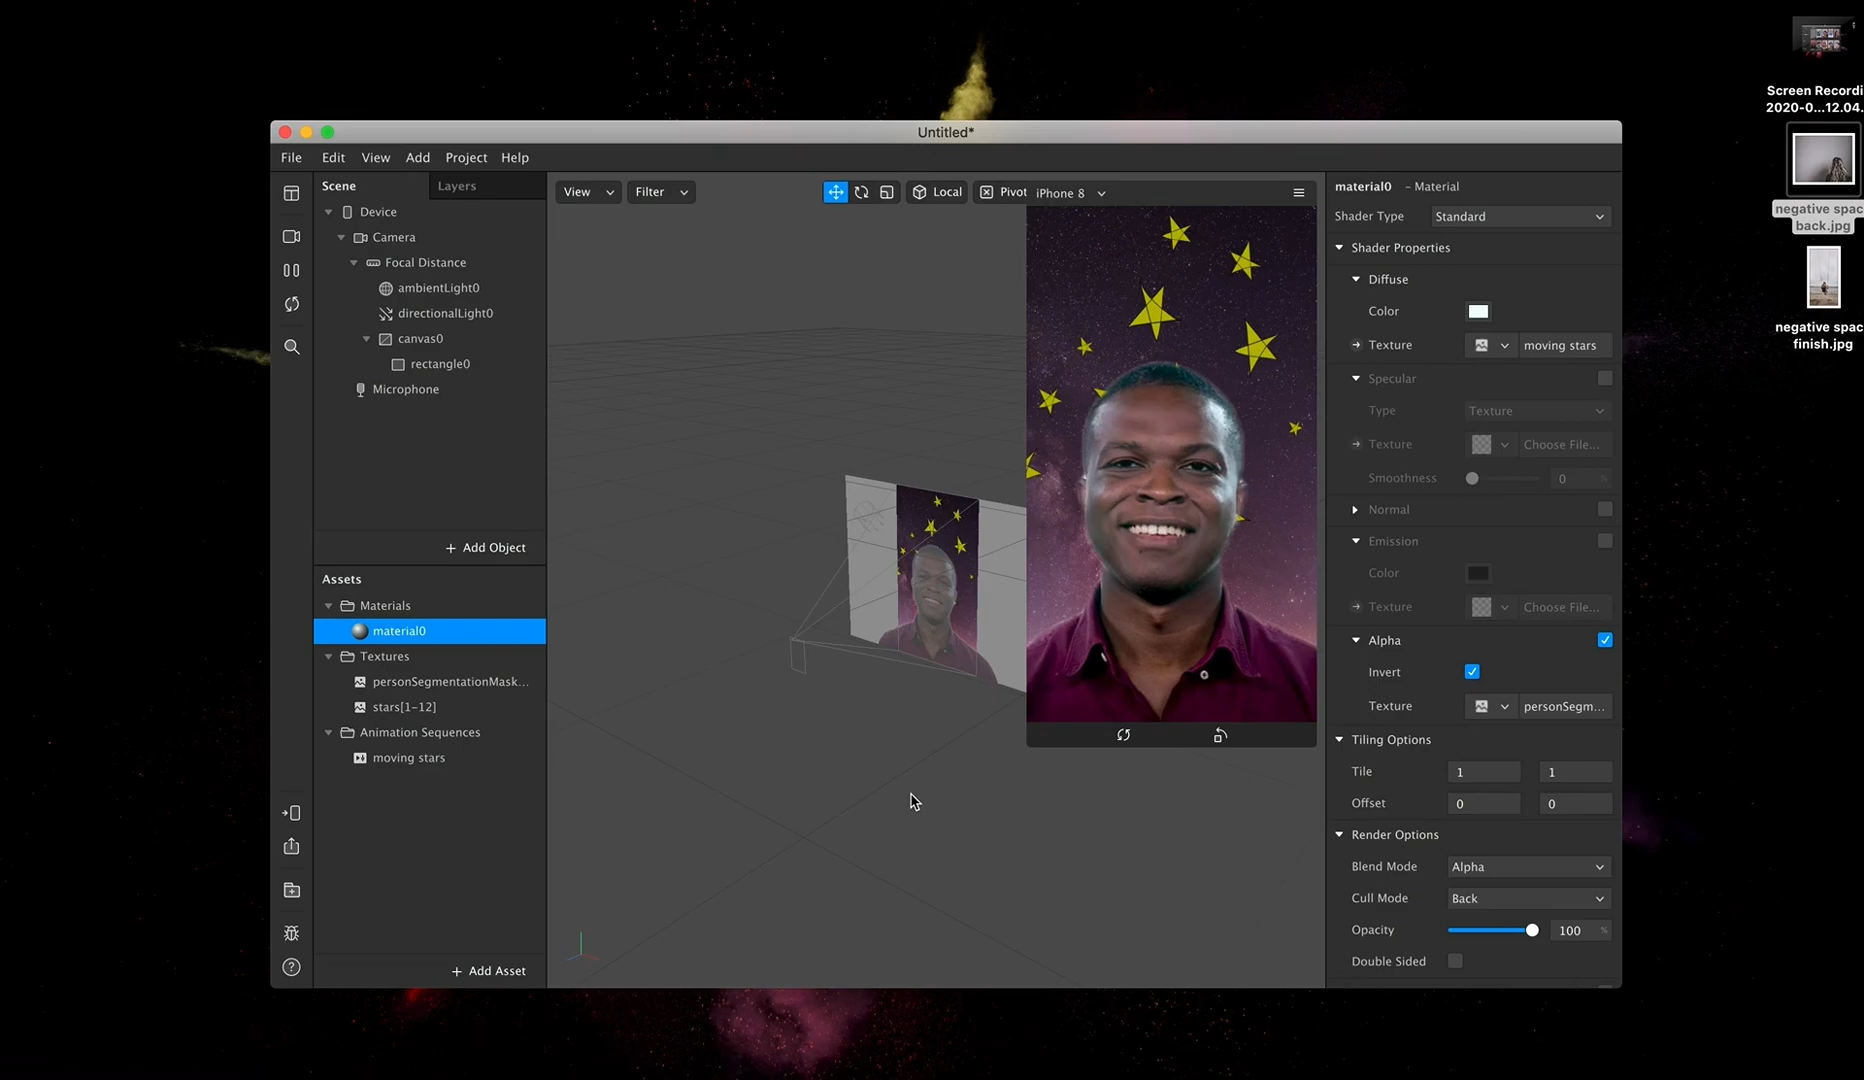 Untitled*
File Edit View Add Project Help
Scene Layers
Device
Camera
Focal Distance
ambientLight0
directionalLight0
canvas0
rectangle0
Microphone
+ Add Object
Assets
Materials
material0
Textures
personSegmentationMask...
stars[1-12]
Animation Sequences
moving stars
+ Add Asset
View Filter Local Pivot iPhone 8
material0 - Material
Shader Type Standard
Shader Properties
Diffuse
Color
Texture moving stars
Specular
Type Texture
Texture Choose File...
Smoothness 0 %
Normal
Emission
Color
Texture Choose File...
Alpha
Invert
Texture personSegm...
Tiling Options
Tile 1 1
Offset 0 0
Render Options
Blend Mode Alpha
Cull Mode Back
Opacity 100 %
Double Sided
Screen Recordi
2020-0...12.04.
negative spac
back.jpg
negative spac
finish.jpg